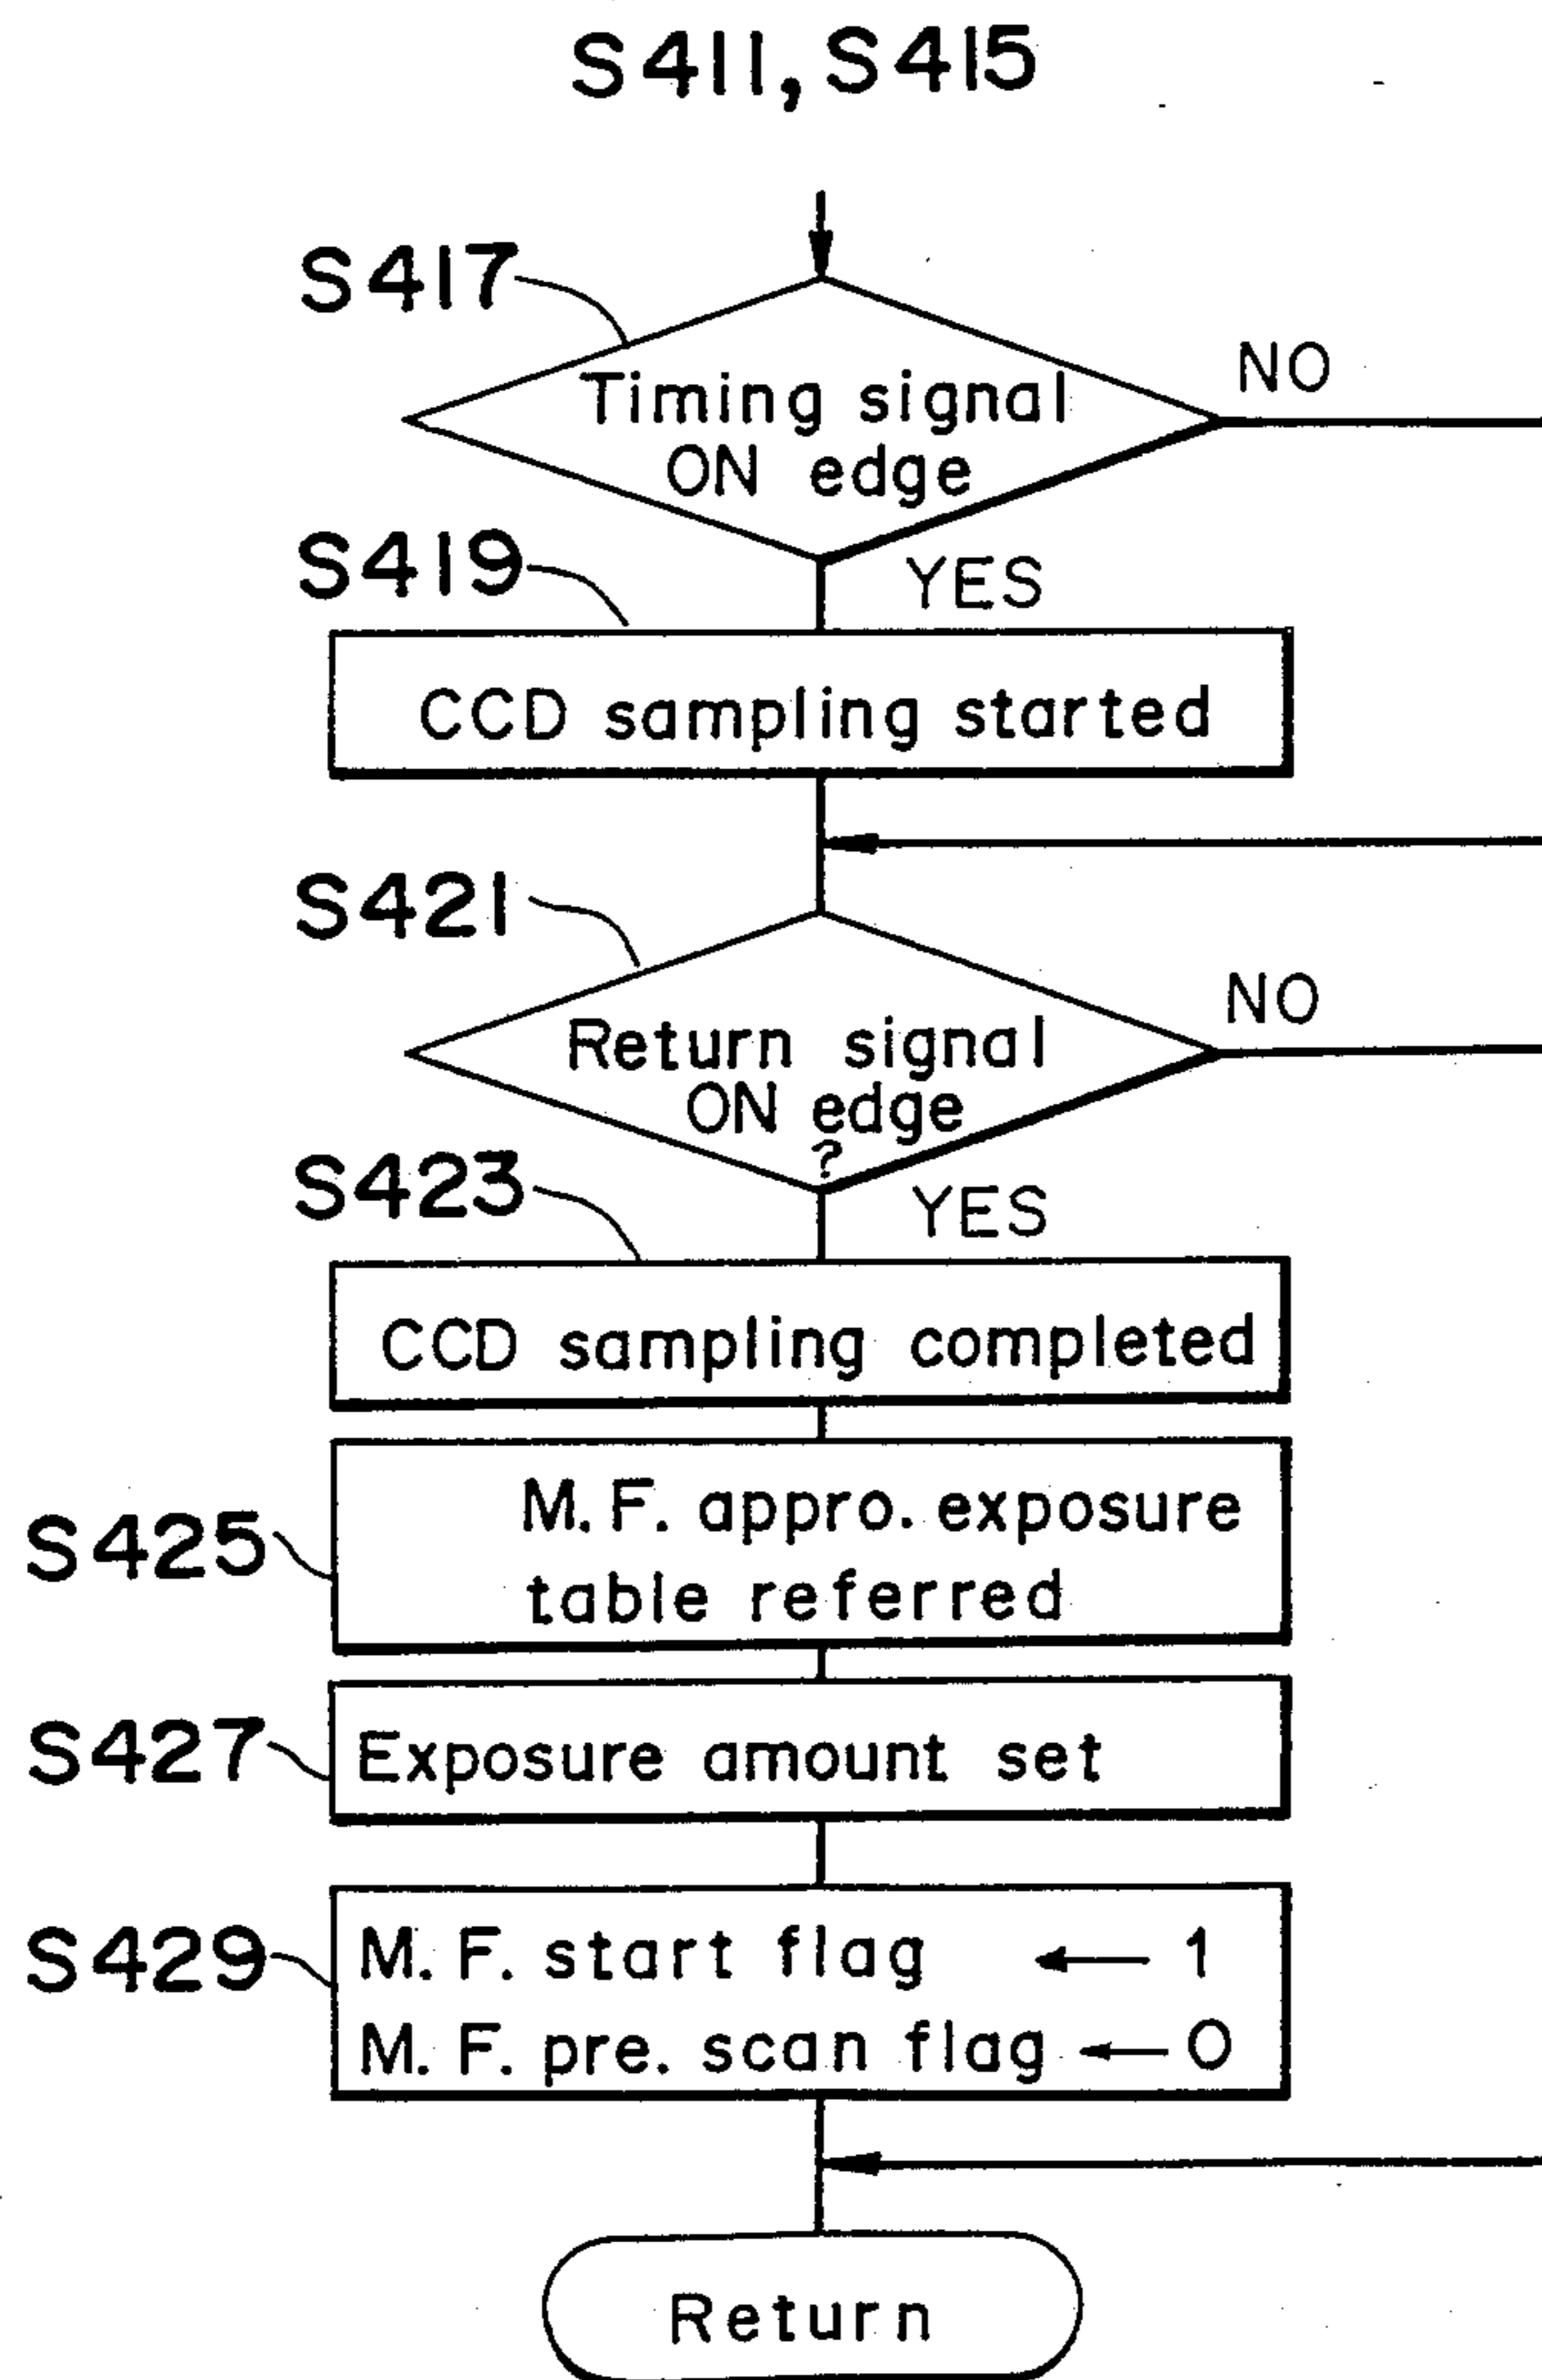 S411, S415
S417
NO
Timing signal
ON edge
S419
YES
CCD sampling started
S421
NO
Return signal
ON edge
?
S423
YES
CCD sampling completed
S425
M.F. appro. exposure
table referred
S427
Exposure amount set
S429
M.F. start flag ← 1
M.F. pre. scan flag ← 0
Return